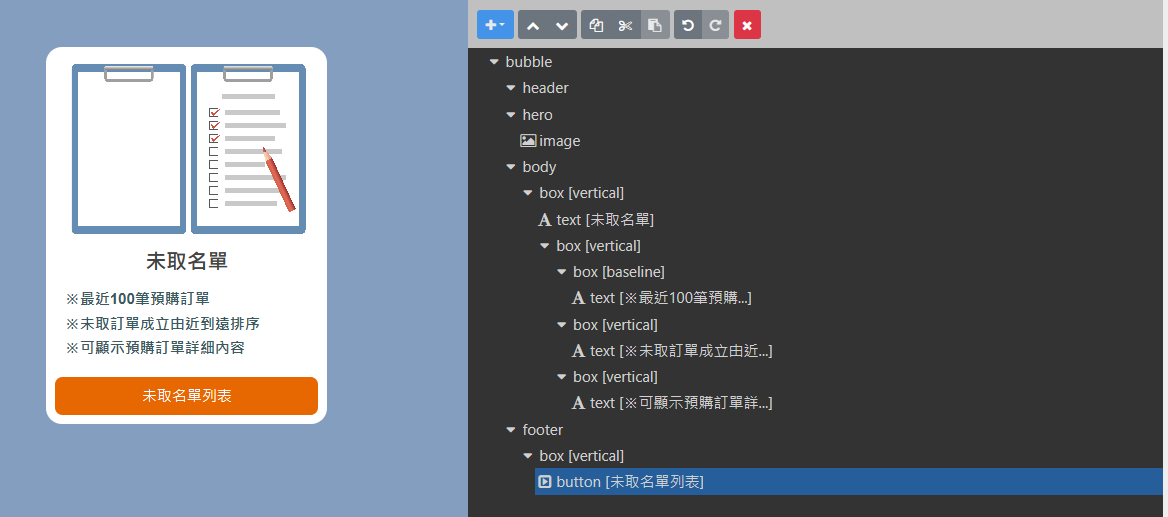 未取名單
※最近100筆預購訂單
※未取訂單成立由近到遠排序
※可顯示預購訂單詳細內容
未取名單列表
bubble
header
hero
image
body
box [vertical]
text [未取名單]
box [vertical]
box [baseline]
text [※最近100筆預購...]
box [vertical]
text [※未取訂單成立由近...]
box [vertical]
text [※可顯示預購訂單詳...]
footer
box [vertical]
button [未取名單列表]